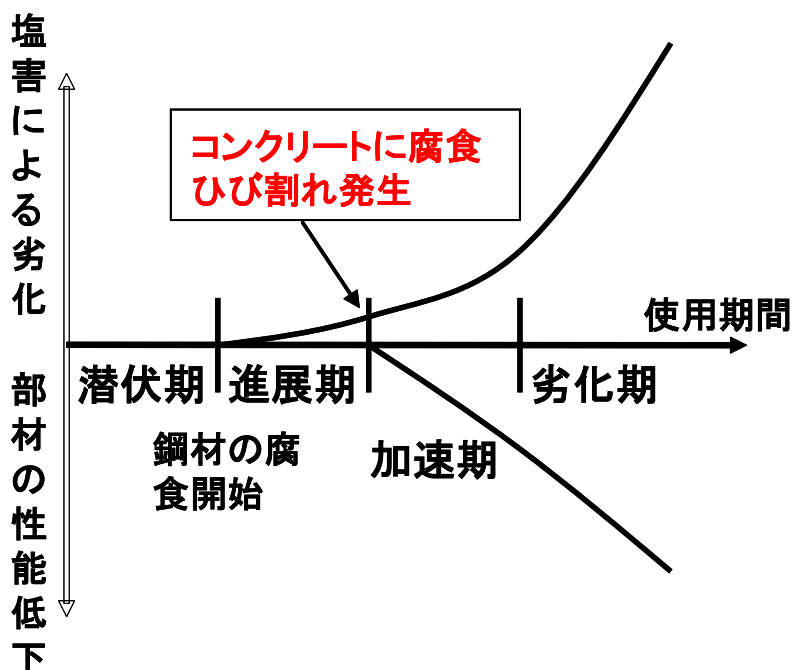 塩害による劣化
部材の性能低下
コンクリートに腐食
ひび割れ発生
使用期間
潜伏期
進展期
劣化期
鋼材の腐
食開始
加速期